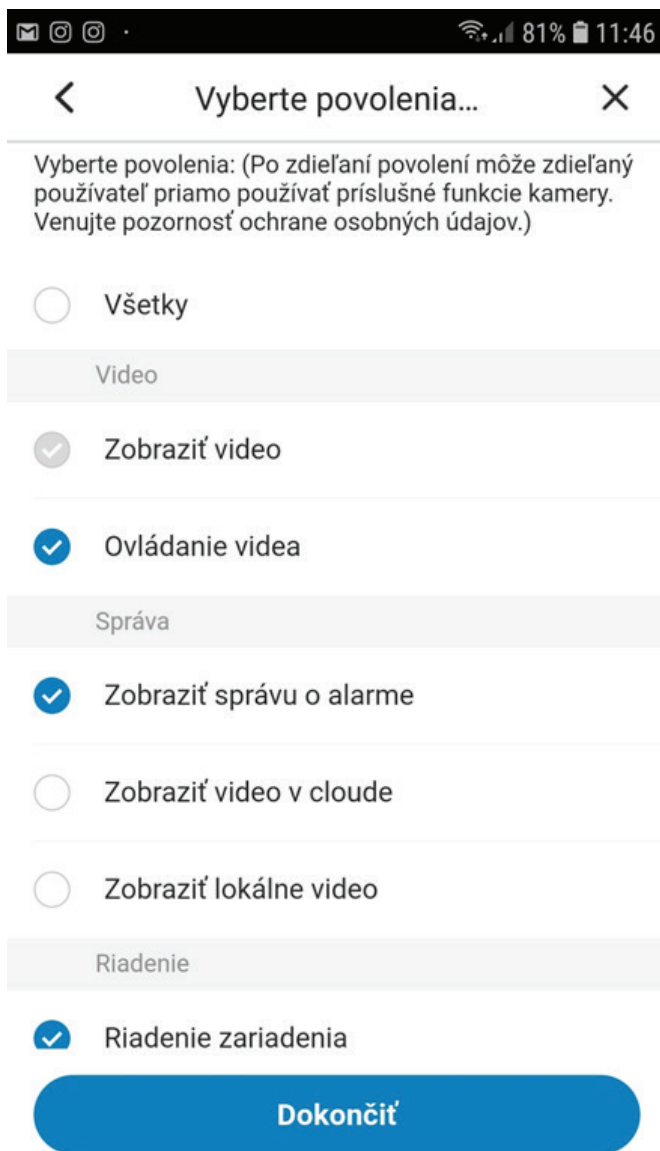 81% 11:46
Vyberte povolenia...
Vyberte povolenia: (Po zdieľaní povolení môže zdieľaný
používateľ priamo používať príslušné funkcie kamery.
Venujte pozornosť ochrane osobných údajov.)
Všetky
Video
Zobraziť video
Ovládanie videa
Správa
Zobraziť správu o alarme
Zobraziť video v cloude
Zobraziť lokálne video
Riadenie
Riadenie zariadenia
Dokončiť